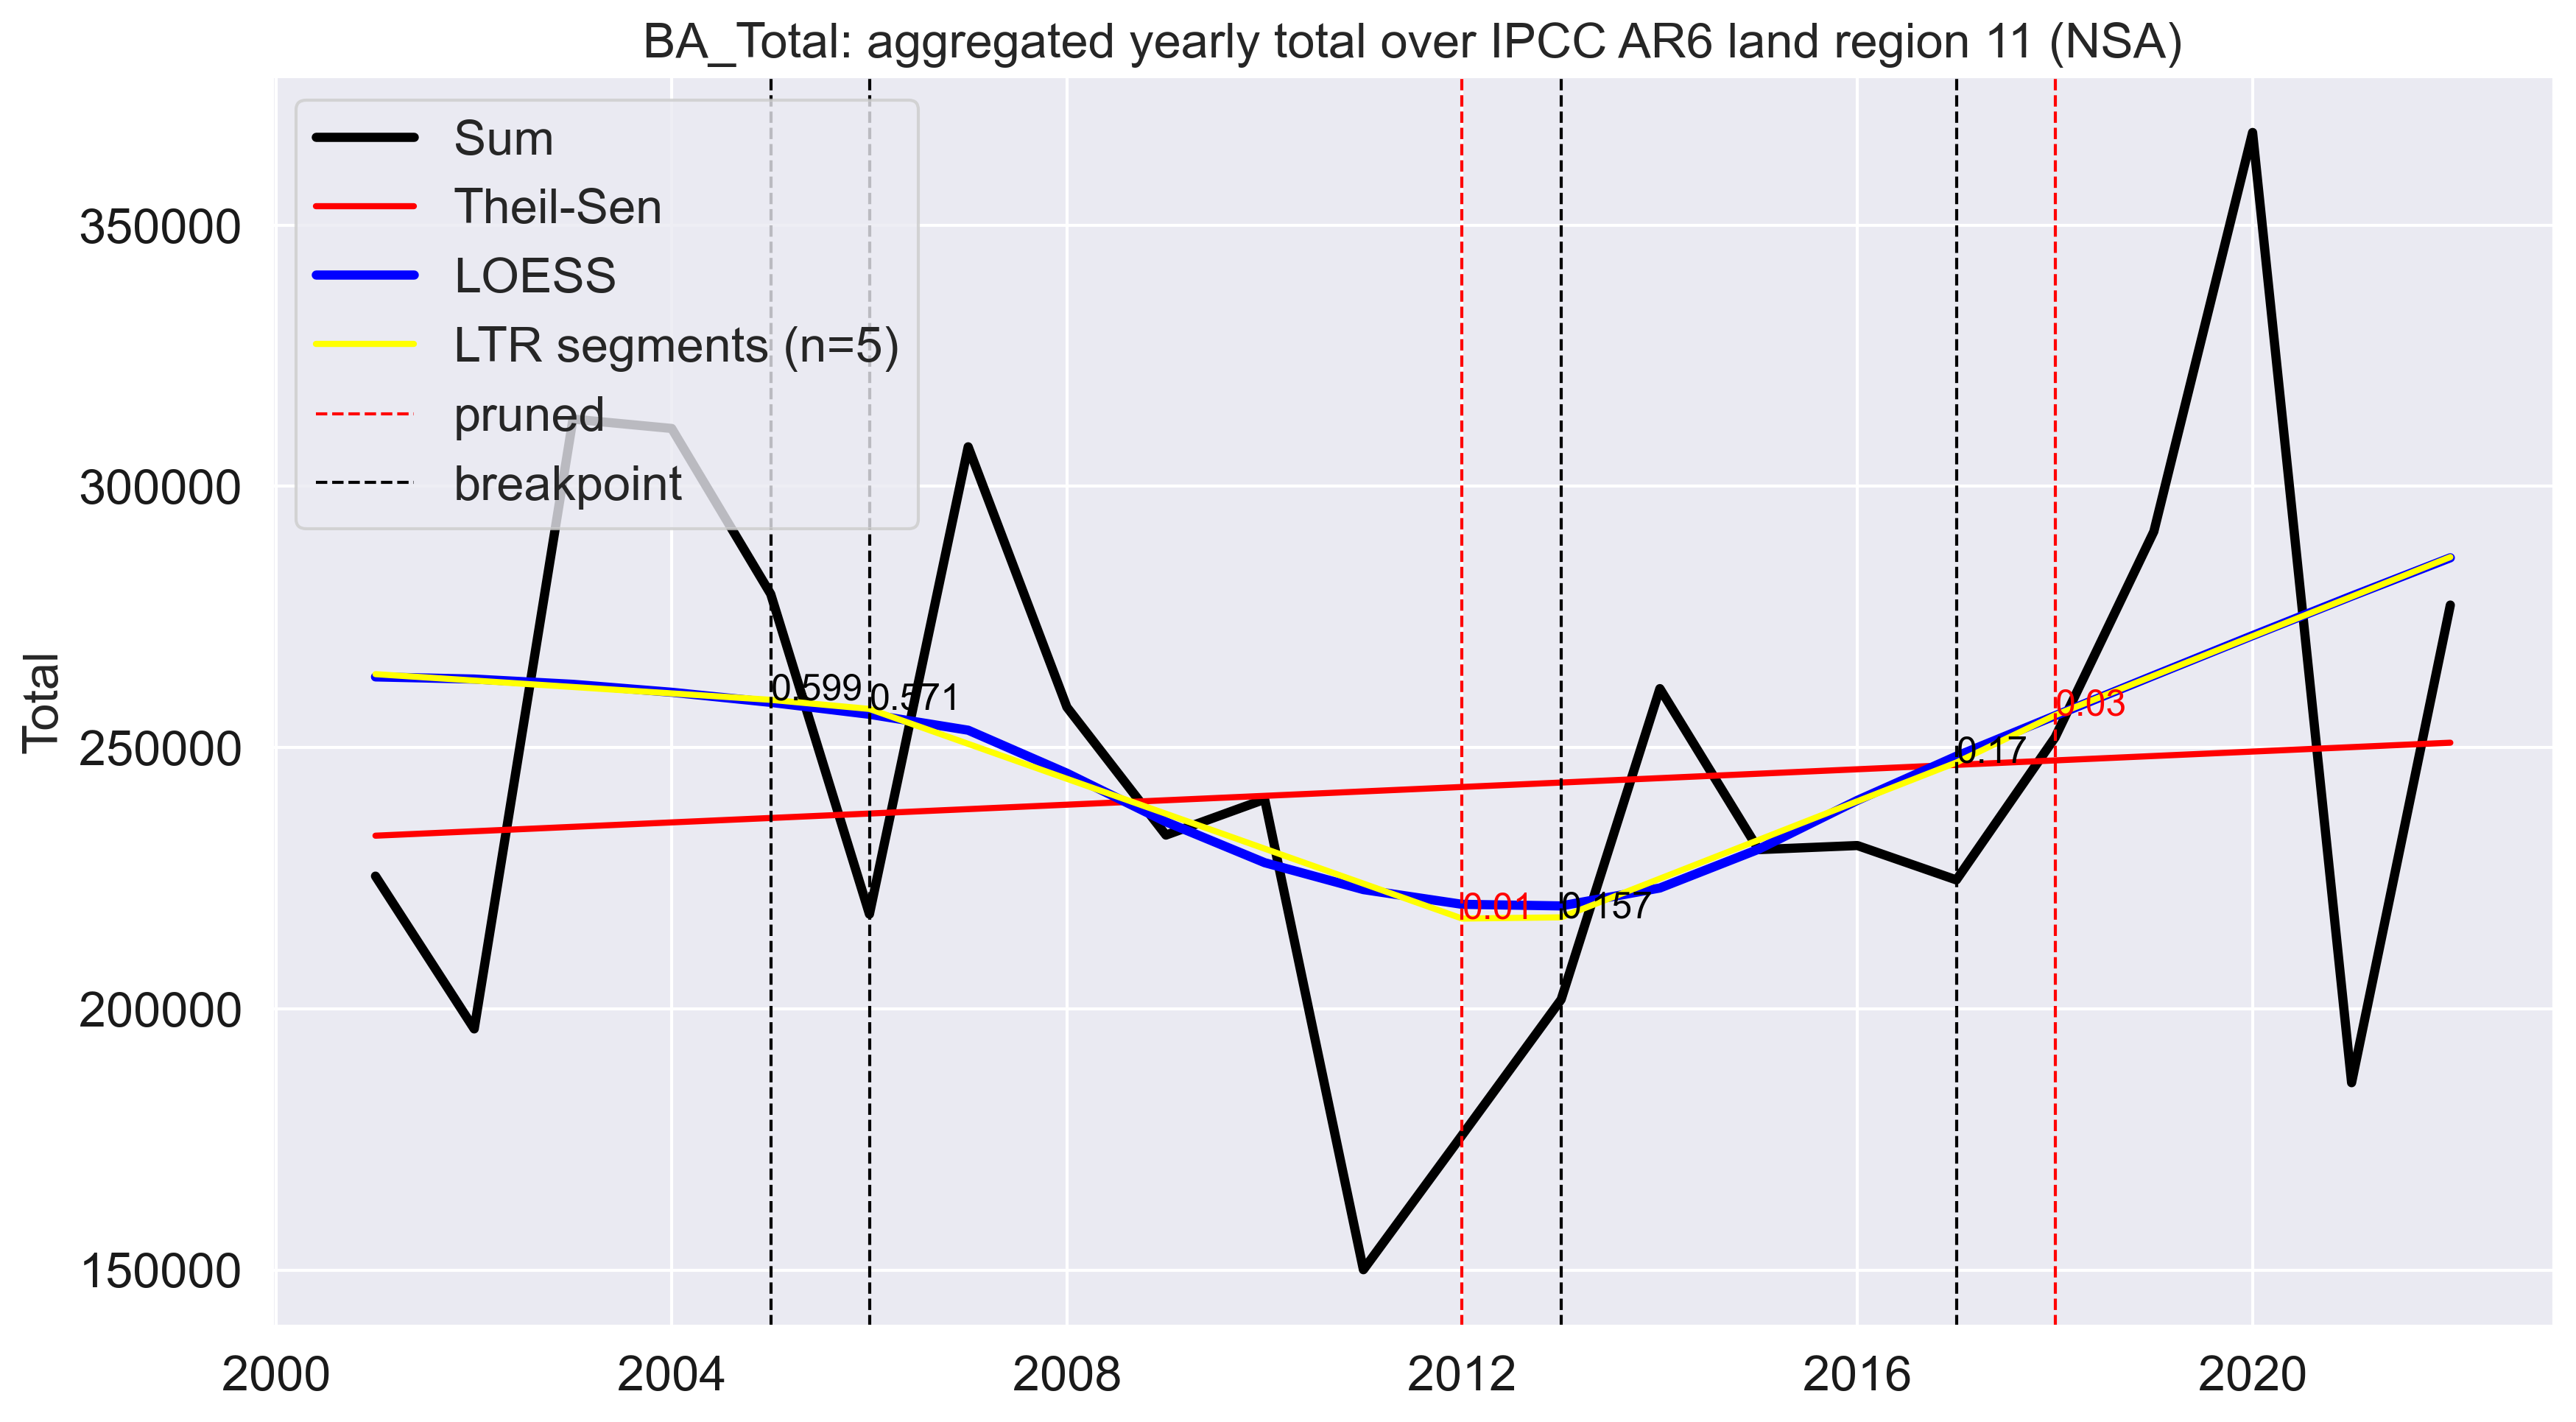 BA_Total: aggregated yearly total over IPCC AR6 land region 11 (NSA)
Sum
Theil-Sen
LOESS
LTR segments (n=5)
pruned
breakpoint
Total
350000
300000
250000
200000
150000
0.599
0.571
0.01
0.157
0.17
0.03
2000
2004
2008
2012
2016
2020